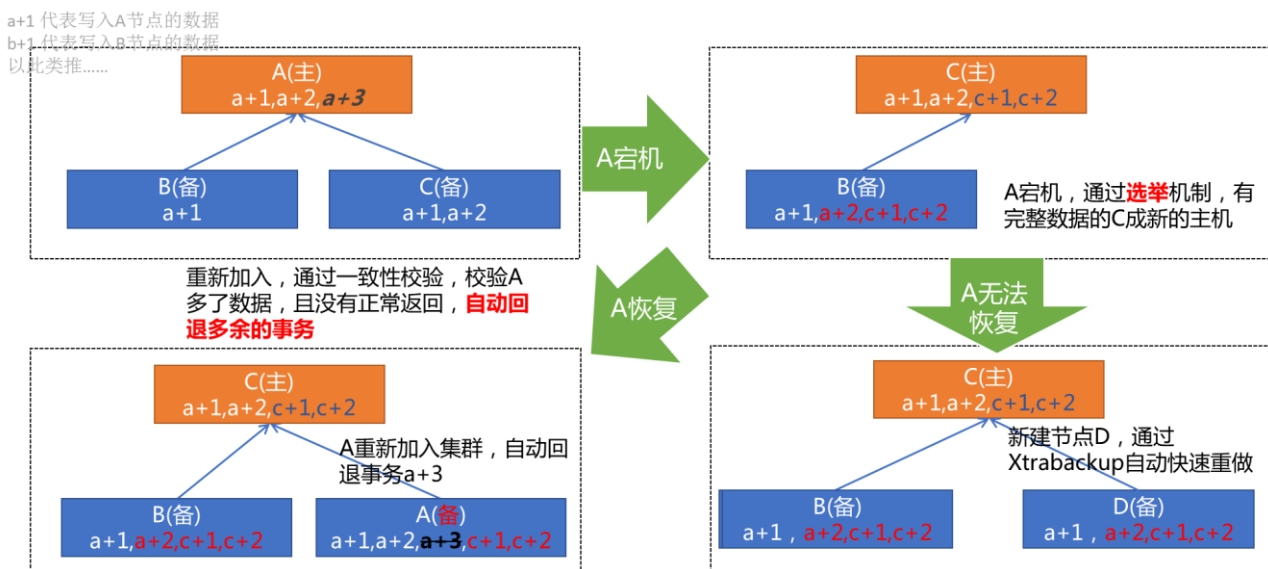 a+1 代表写入A节点的数据
b+1 代表写入B节点的数据
以此类推……
A(主)
a+1,a+2,a+3
B(备)
a+1
C(备)
a+1,a+2
A宕机
C(主)
a+1,a+2,c+1,c+2
B(备)
a+1,a+2,c+1,c+2
A宕机，通过选举机制，有
完整数据的C成新的主机
重新加入，通过一致性校验，校验A
多了数据，且没有正常返回，自动回
退多余的事务
A恢复
A无法
恢复
C(主)
a+1,a+2,c+1,c+2
A重新加入集群，自动回
退事务a+3
B(备)
a+1,a+2,c+1,c+2
A(备)
a+1,a+2,a+3,c+1,c+2
C(主)
a+1,a+2,c+1,c+2
新建节点D，通过
Xtrabackup自动快速重做
B(备)
a+1，a+2,c+1,c+2
D(备)
a+1，a+2,c+1,c+2